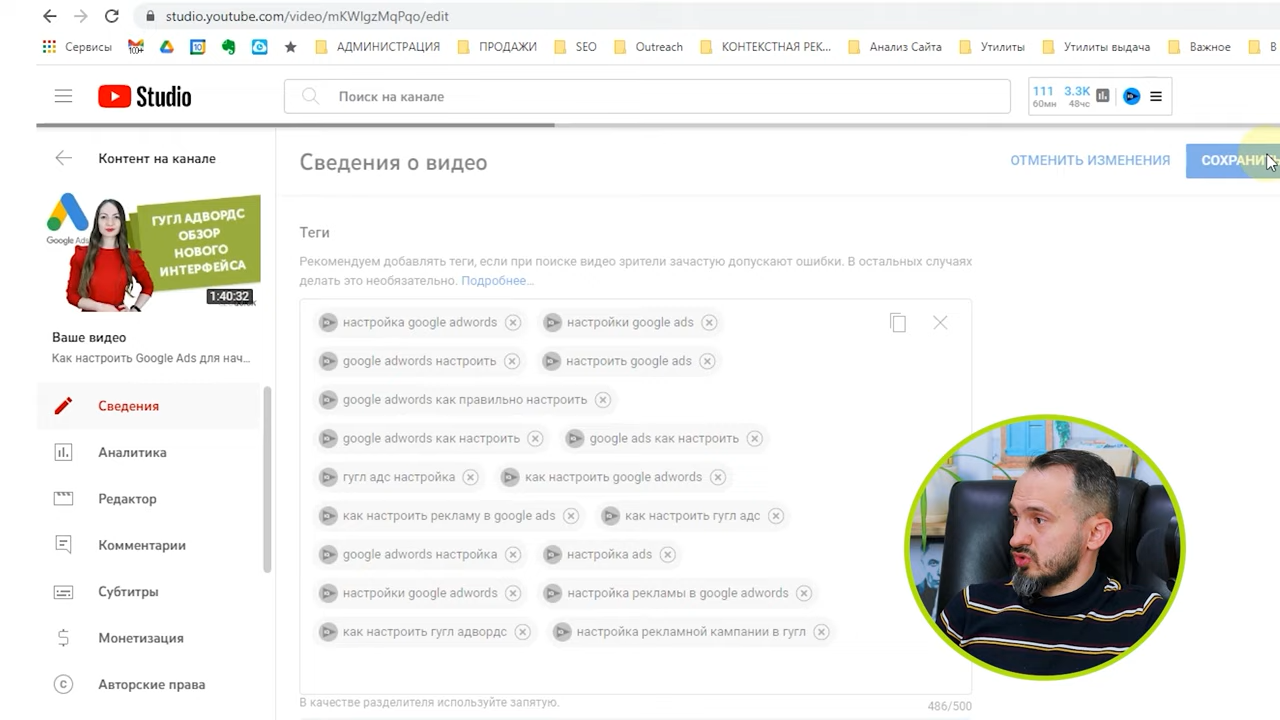 studio.youtube.com/video/mKWlgzMqPqo/edit
Сервисы
АДМИНИСТРАЦИЯ
ПРОДАЖИ
SEO
Outreach
КОНТЕКСТНАЯ РЕК...
Анализ Сайта
Утилиты
Утилиты выдача
Важное
В
Studio
Поиск на канале
111
3.3K
60мн
48чс
Контент на канале
Сведения о видео
ОТМЕНИТЬ ИЗМЕНЕНИЯ
СОХРАНИТЬ
Google Ads
ГУГЛ АДВОРДС
ОБЗОР
НОВОГО
ИНТЕРФЕЙСА
1:40:32
Ваше видео
Как настроить Google Ads для нач...
Сведения
Аналитика
Редактор
Комментарии
Субтитры
Монетизация
Авторские права
Теги
Рекомендуем добавлять теги, если при поиске видео зрители зачастую допускают ошибки. В остальных случаях
делать это необязательно. Подробнее...
настройка google adwords
настройки google ads
google adwords настроить
настроить google ads
google adwords как правильно настроить
google adwords как настроить
google ads как настроить
гугл адс настройка
как настроить google adwords
как настроить рекламу в google ads
как настроить гугл адс
google adwords настройка
настройка ads
настройки google adwords
настройка рекламы в google adwords
как настроить гугл адвордс
настройка рекламной кампании в гугл
В качестве разделителя используйте запятую.
486/500